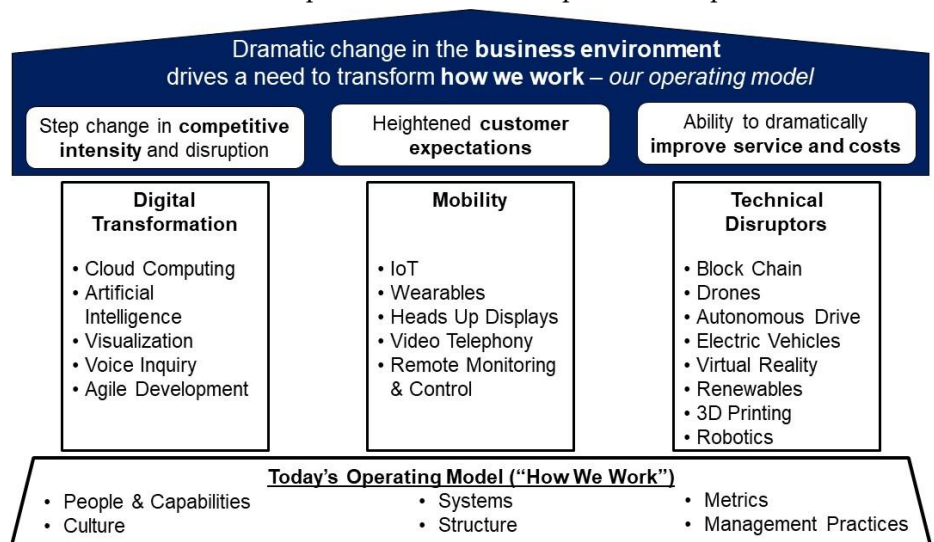 Dramatic change in the business environment
drives a need to transform how we work – our operating model
Step change in competitive
intensity and disruption
Heightened customer
expectations
Ability to dramatically
improve service and costs
Digital
Transformation
• Cloud Computing
• Artificial
Intelligence
• Visualization
• Voice Inquiry
• Agile Development
Mobility
• IoT
• Wearables
• Heads Up Displays
• Video Telephony
• Remote Monitoring
& Control
Technical
Disruptors
• Block Chain
• Drones
• Autonomous Drive
• Electric Vehicles
• Virtual Reality
• Renewables
• 3D Printing
• Robotics
Today's Operating Model ("How We Work")
• People & Capabilities
• Culture
• Systems
• Structure
• Metrics
• Management Practices